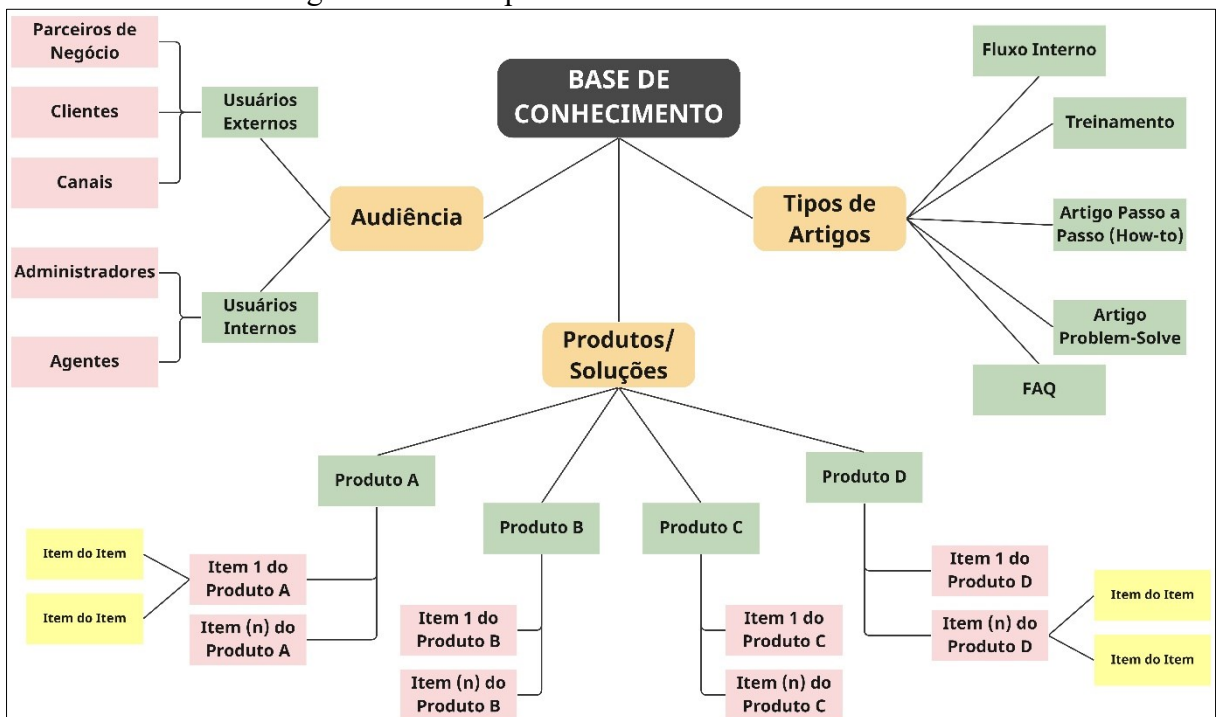 Parceiros de
Negócio
Clientes
Canais
Usuários
Externos
Administradores
Agentes
Usuários
Internos
Audiência
BASE DE
CONHECIMENTO
Tipos de
Artigos
Fluxo Interno
Treinamento
Artigo Passo a
Passo (How-to)
Artigo
Problem-Solve
FAQ
Produtos/
Soluções
Produto A
Item 1 do
Produto A
Item (n) do
Produto A
Item do Item
Item do Item
Produto B
Item 1 do
Produto B
Item (n) do
Produto B
Produto C
Item 1 do
Produto C
Item (n) do
Produto C
Produto D
Item 1 do
Produto D
Item (n) do
Produto D
Item do Item
Item do Item